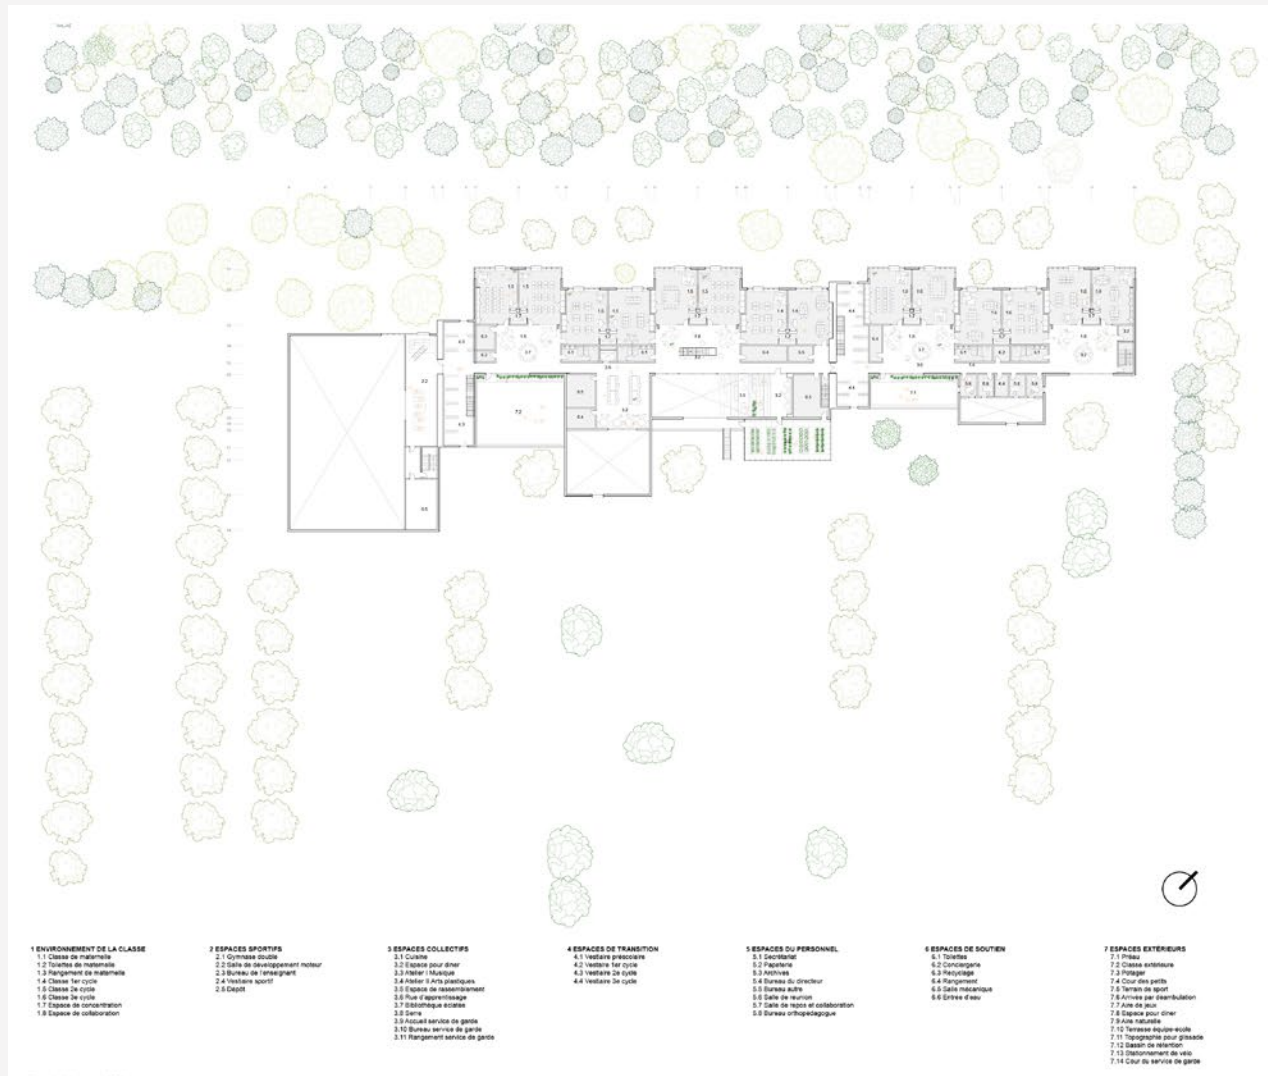 1 ENVIRONNEMENT DE LA CLASSE
1.1 Classe de maternelle
1.2 Toilettes de maternelle
1.3 Rangement de maternelle
1.4 Classe 1er cycle
1.5 Classe 2e cycle
1.6 Classe 3e cycle
1.7 Espace de concentration
1.8 Espace de collaboration
2 ESPACES SPORTIFS
2.1 Gymnase double
2.2 Salle de développement moteur
2.3 Bureau de l'enseignant
2.4 Vestiaire sportif
2.5 Dépôt
3 ESPACES COLLECTIFS
3.1 Cuisine
3.2 Espace pour dîner
3.3 Atelier I Musique
3.4 Atelier II Arts plastiques
3.5 Espace de rassemblement
3.6 Rue d'apprentissage
3.7 Bibliothèque éclatée
3.8 Serre
3.9 Accueil service de garde
3.10 Bureau service de garde
3.11 Rangement service de garde
4 ESPACES DE TRANSITION
4.1 Vestiaire préscolaire
4.2 Vestiaire 1er cycle
4.3 Vestiaire 2e cycle
4.4 Vestiaire 3e cycle
5 ESPACES DU PERSONNEL
5.1 Secrétariat
5.2 Papeterie
5.3 Archives
5.4 Bureau du directeur
5.5 Bureau autre
5.6 Salle de réunion
5.7 Salle de repos et collaboration
5.8 Bureau orthopédagogue
6 ESPACES DE SOUTIEN
6.1 Toilettes
6.2 Conciergerie
6.3 Recyclage
6.4 Rangement
6.5 Salle mécanique
6.6 Entrée d'eau
7 ESPACES EXTÉRIEURS
7.1 Préau
7.2 Classe extérieure
7.3 Potager
7.4 Cour des petits
7.5 Terrain de sport
7.6 Arrivée par déambulation
7.7 Aire de jeux
7.8 Espace pour dîner
7.9 Aire naturelle
7.10 Terrasse équipe-école
7.11 Topographie pour glissade
7.12 Bassin de rétention
7.13 Stationnement de vélo
7.14 Cour du service de garde